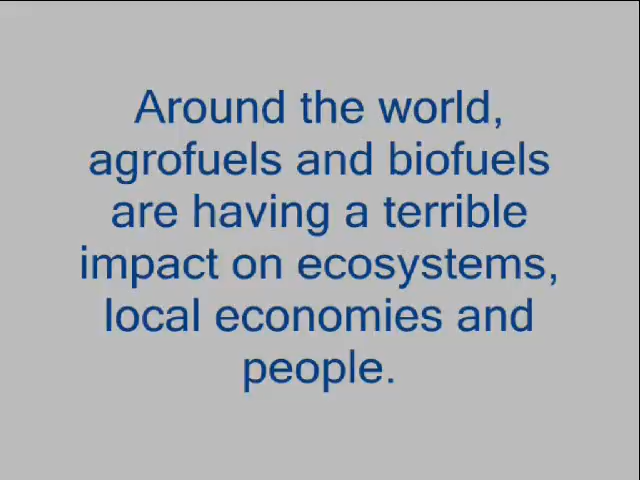 Around the world,
agrofuels and biofuels
are having a terrible
impact on ecosystems,
local economies and
people.